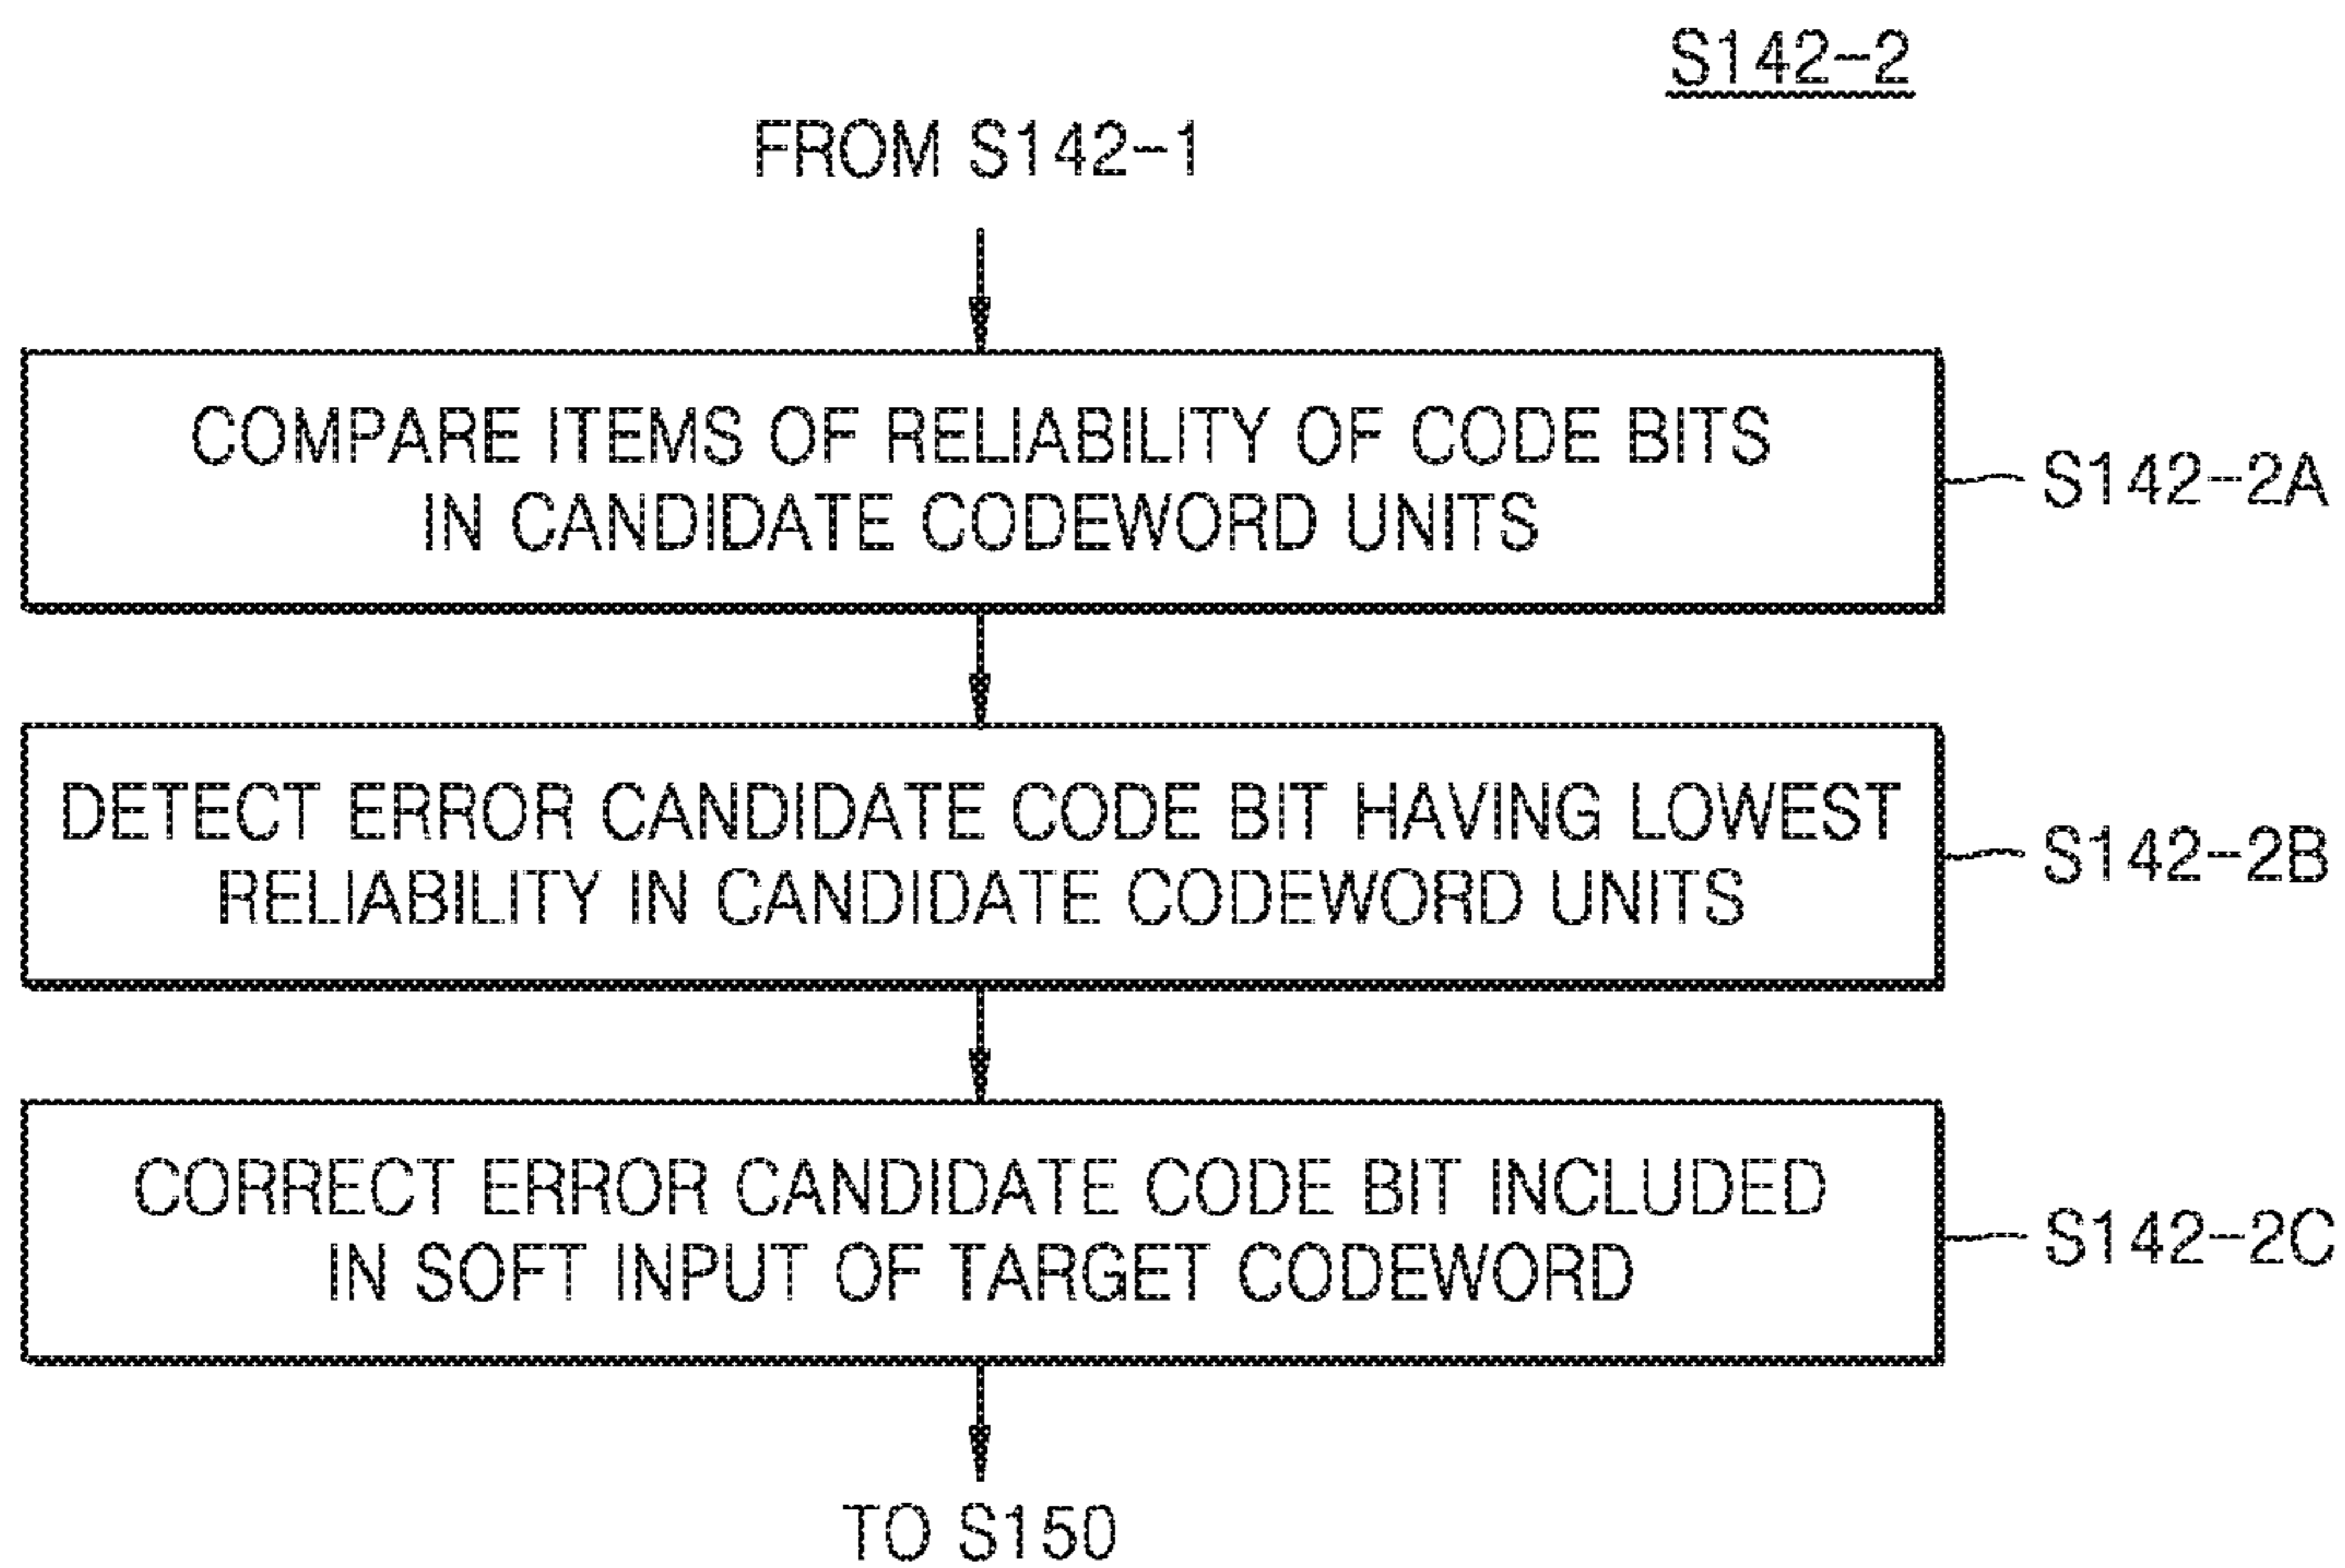 S142-2
FROM S142-1
COMPARE ITEMS OF RELIABILITY OF CODE BITS
IN CANDIDATE CODEWORD UNITS
S142-2A
DETECT ERROR CANDIDATE CODE BIT HAVING LOWEST
RELIABILITY IN CANDIDATE CODEWORD UNITS
S142-2B
CORRECT ERROR CANDIDATE CODE BIT INCLUDED
IN SOFT INPUT OF TARGET CODEWORD
S142-2C
TO S150